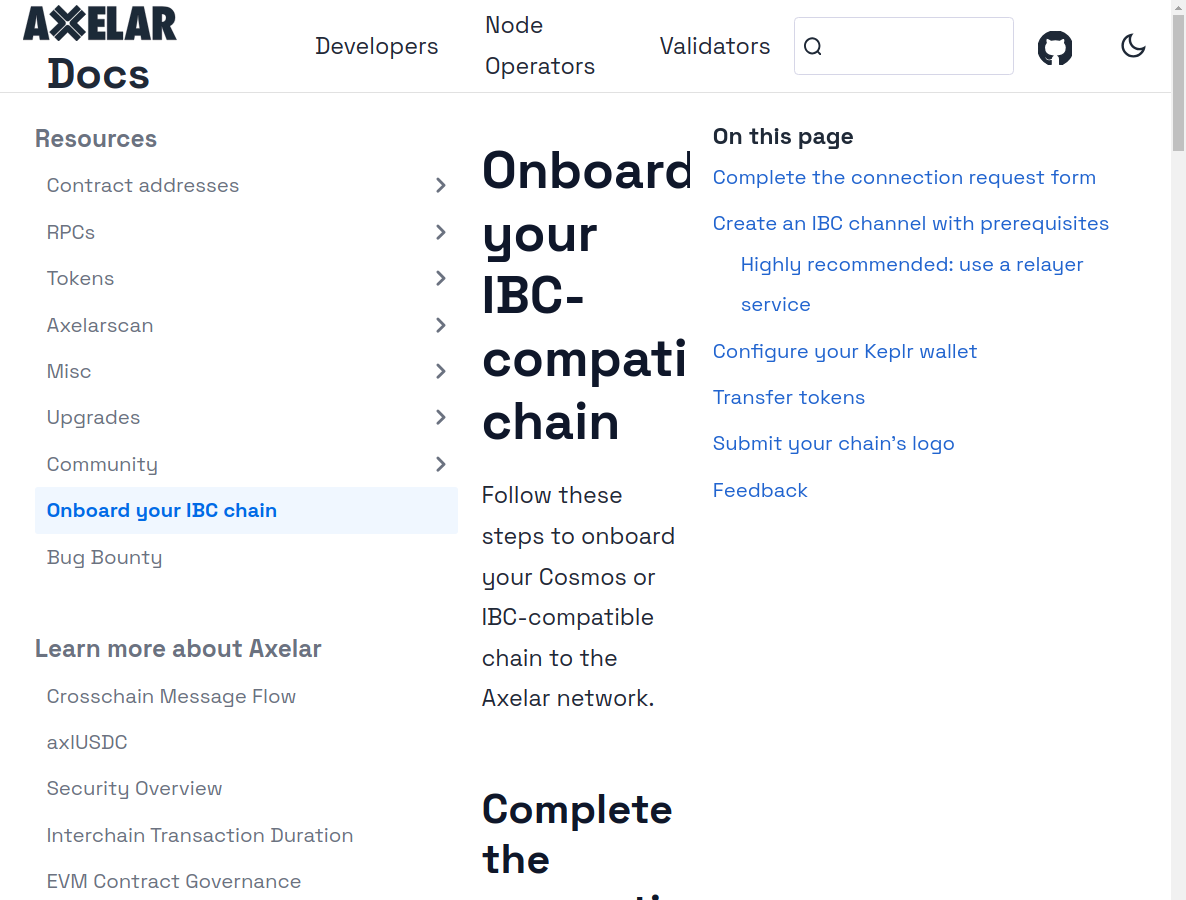 AXELAR
Docs
Developers
Node
Operators
Validators
Resources
Contract addresses
RPCs
Tokens
Axelarscan
Misc
Upgrades
Community
Onboard your IBC chain
Bug Bounty
Learn more about Axelar
Crosschain Message Flow
axlUSDC
Security Overview
Interchain Transaction Duration
EVM Contract Governance
Onboard
your
IBC-
compati
chain
Follow these
steps to onboard
your Cosmos or
IBC-compatible
chain to the
Axelar network.
Complete
the
On this page
Complete the connection request form
Create an IBC channel with prerequisites
Highly recommended: use a relayer
service
Configure your Keplr wallet
Transfer tokens
Submit your chain's logo
Feedback